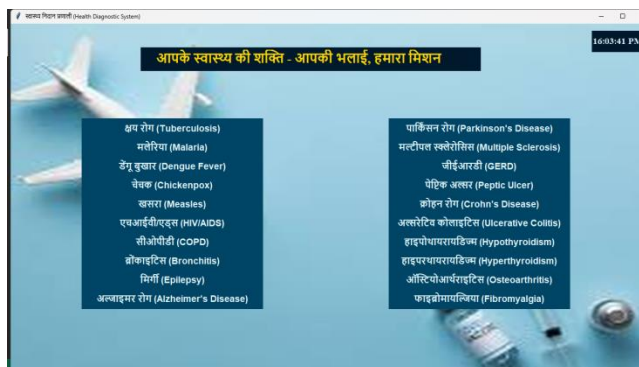 स्वास्थ्य निदान प्रणाली (Health Diagnostic System)
16:03:41 PM
आपके स्वास्थ्य की शक्ति - आपकी भलाई, हमारा मिशन
क्षय रोग (Tuberculosis)
मलेरिया (Malaria)
डेंगू बुखार (Dengue Fever)
चेचक (Chickenpox)
खसरा (Measles)
एचआईवी/एड्स (HIV/AIDS)
सीओपीडी (COPD)
ब्रोंकाइटिस (Bronchitis)
मिर्गी (Epilepsy)
अल्जाइमर रोग (Alzheimer's Disease)
पार्किंसन रोग (Parkinson's Disease)
मल्टीपल स्क्लेरोसिस (Multiple Sclerosis)
जीईआरडी (GERD)
पेप्टिक अल्सर (Peptic Ulcer)
क्रोहन रोग (Crohn's Disease)
अल्सरेटिव कोलाइटिस (Ulcerative Colitis)
हाइपोथायरायडिज्म (Hypothyroidism)
हाइपरथायरायडिज्म (Hyperthyroidism)
ऑस्टियोआर्थराइटिस (Osteoarthritis)
फाइब्रोमायल्जिया (Fibromyalgia)